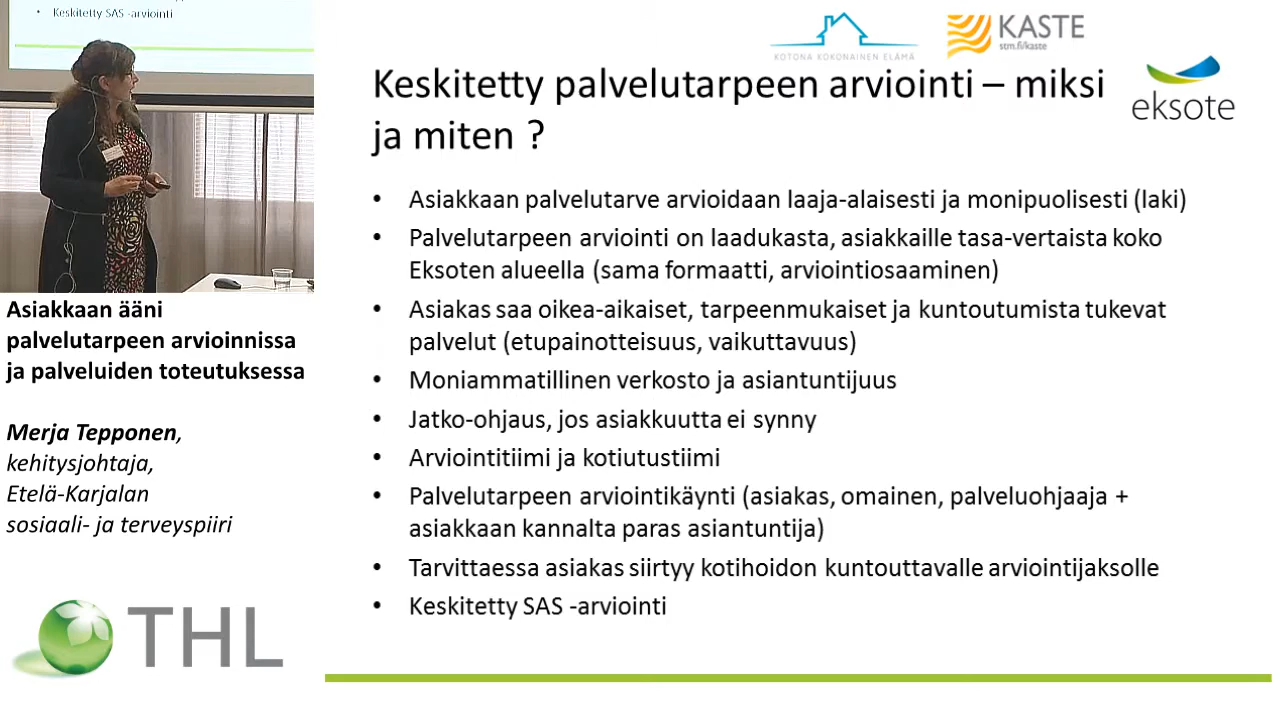 Keskitetty SAS -arviointi
KOTONA KOKONAINEN ELÄMÄ
KASTE
stm.fi/kaste
eksote
Keskitetty palvelutarpeen arviointi – miksi
ja miten ?
• Asiakkaan palvelutarve arvioidaan laaja-alaisesti ja monipuolisesti (laki)
• Palvelutarpeen arviointi on laadukasta, asiakkaille tasa-vertaista koko
Eksoten alueella (sama formaatti, arviointiosaaminen)
• Asiakas saa oikea-aikaiset, tarpeenmukaiset ja kuntoutumista tukevat
palvelut (etupainotteisuus, vaikuttavuus)
• Moniammatillinen verkosto ja asiantuntijuus
• Jatko-ohjaus, jos asiakkuutta ei synny
• Arviointitiimi ja kotiutustiimi
• Palvelutarpeen arviointikäynti (asiakas, omainen, palveluohjaaja +
asiakkaan kannalta paras asiantuntija)
• Tarvittaessa asiakas siirtyy kotihoidon kuntouttavalle arviointijaksolle
• Keskitetty SAS -arviointi
Asiakkaan ääni
palvelutarpeen arvioinnissa
ja palveluiden toteutuksessa
Merja Tepponen,
kehitysjohtaja,
Etelä-Karjalan
sosiaali- ja terveyspiiri
THL